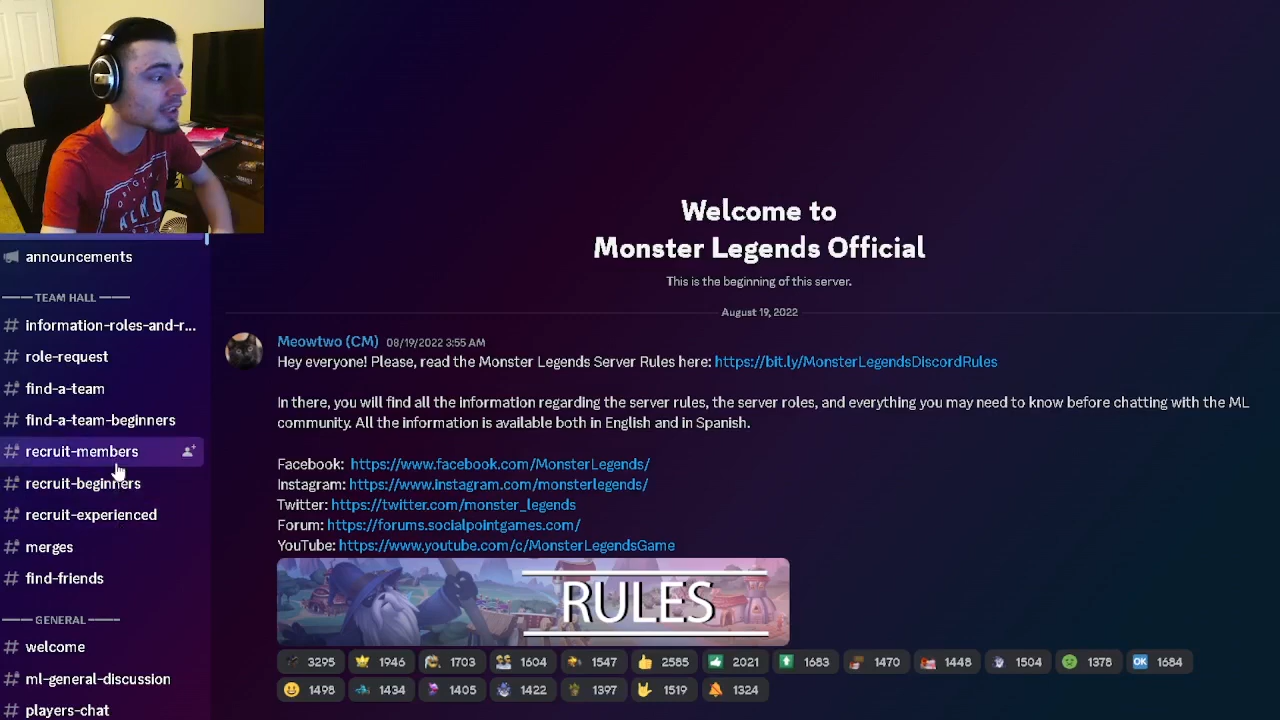 announcements
TEAM HALL
information-roles-and-r...
role-request
find-a-team
find-a-team-beginners
recruit-members
recruit-beginners
recruit-experienced
merges
find-friends
GENERAL
welcome
ml-general-discussion
players-chat
Welcome to
Monster Legends Official
This is the beginning of this server.
August 19, 2022
Meowtwo (CM) 08/19/2022 3:55 AM
Hey everyone! Please, read the Monster Legends Server Rules here: https://bit.ly/MonsterLegendsDiscordRules
In there, you will find all the information regarding the server rules, the server roles, and everything you may need to know before chatting with the ML
community. All the information is available both in English and in Spanish.
Facebook: https://www.facebook.com/MonsterLegends/
Instagram: https://www.instagram.com/monsterlegends/
Twitter: https://twitter.com/monster_legends
Forum: https://forums.socialpointgames.com/
YouTube: https://www.youtube.com/c/MonsterLegendsGame
RULES
3295 1946 1703 1604 1547 2585 2021 1683 1470 1448 1504 1378 OK 1684
1498 1434 1405 1422 1397 1519 1324